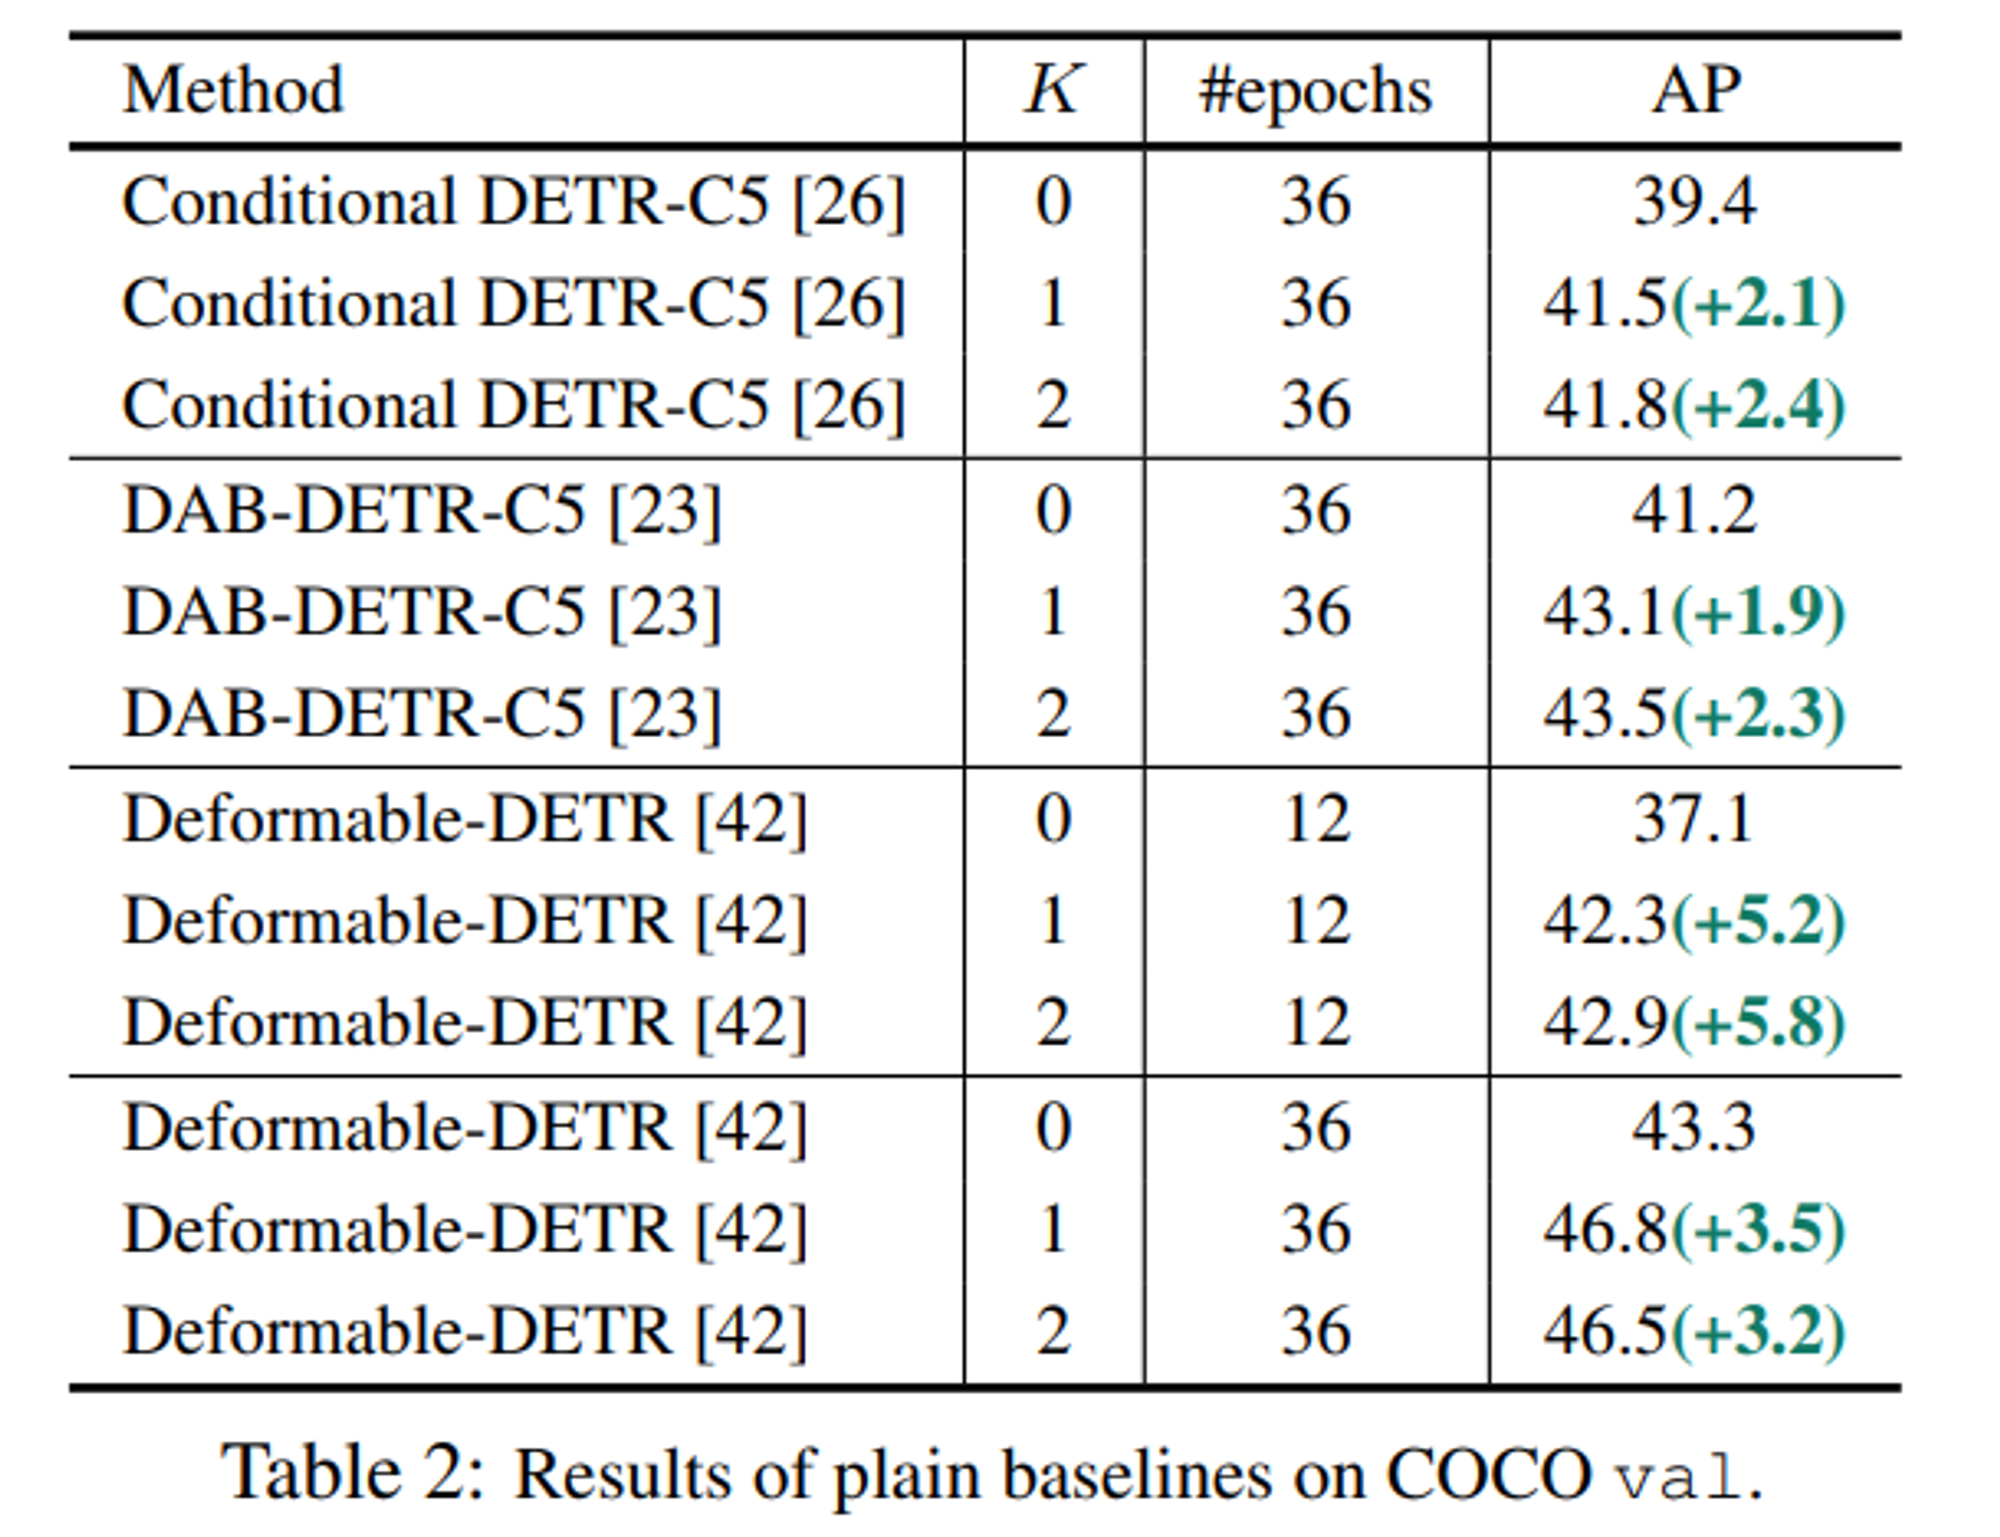 Method K #epochs AP
Conditional DETR-C5 [26] 0 36 39.4
Conditional DETR-C5 [26] 1 36 41.5(+2.1)
Conditional DETR-C5 [26] 2 36 41.8(+2.4)
DAB-DETR-C5 [23] 0 36 41.2
DAB-DETR-C5 [23] 1 36 43.1(+1.9)
DAB-DETR-C5 [23] 2 36 43.5(+2.3)
Deformable-DETR [42] 0 12 37.1
Deformable-DETR [42] 1 12 42.3(+5.2)
Deformable-DETR [42] 2 12 42.9(+5.8)
Deformable-DETR [42] 0 36 43.3
Deformable-DETR [42] 1 36 46.8(+3.5)
Deformable-DETR [42] 2 36 46.5(+3.2)
Table 2: Results of plain baselines on COCO val.